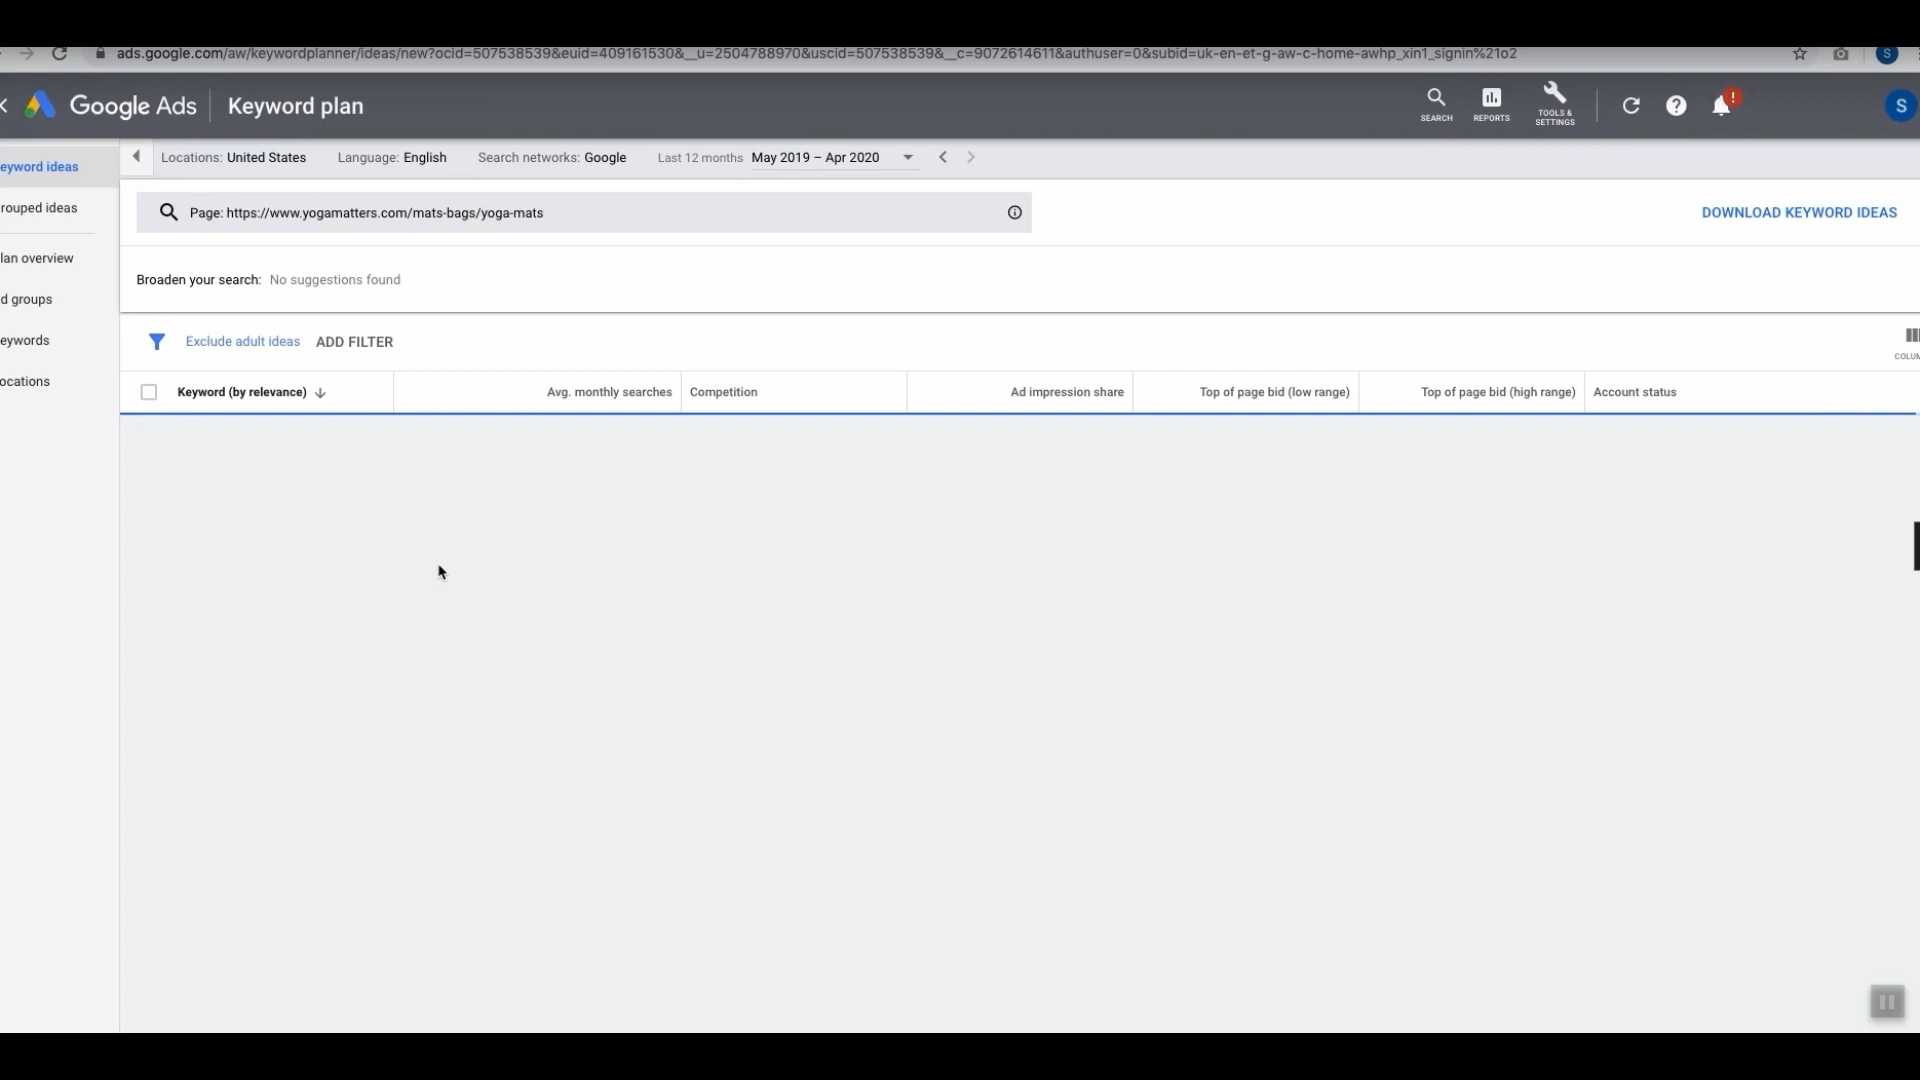 ads.google.com/aw/keywordplanner/ideas/new?ocid=507538539&euid=409161530&__u=2504788970&uscid=507538539&__c=9072614611&authuser=0&subid=uk-en-et-g-aw-c-home-awhp_xin1_signin%21o2
S
Google Ads Keyword plan
SEARCH
REPORTS
TOOLS & SETTINGS
!
S
eyword ideas
rouped ideas
lan overview
d groups
eywords
ocations
Locations: United States Language: English Search networks: Google Last 12 months May 2019 – Apr 2020
Page: https://www.yogamatters.com/mats-bags/yoga-mats
DOWNLOAD KEYWORD IDEAS
Broaden your search: No suggestions found
Exclude adult ideas ADD FILTER
COLUM
Keyword (by relevance) Avg. monthly searches Competition Ad impression share Top of page bid (low range) Top of page bid (high range) Account status